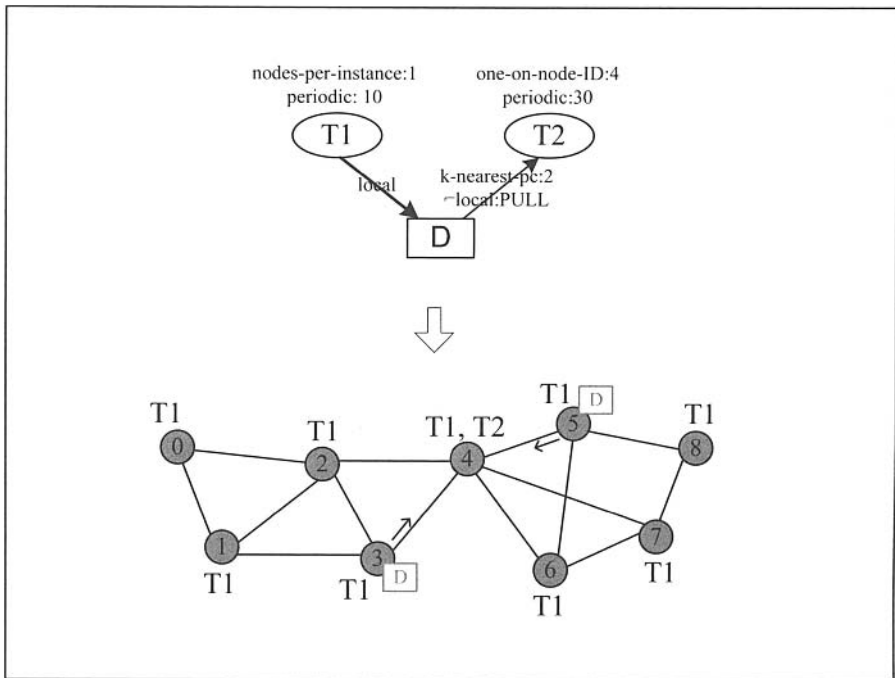 nodes-per-instance:1
periodic: 10
one-on-node-ID:4
periodic:30
T1
T2
local
k-nearest-pc:2
¬local:PULL
D
T1
0
T1
2
T1, T2
4
T1
5
D
T1
8
1
T1
3
D
T1
6
T1
7
T1